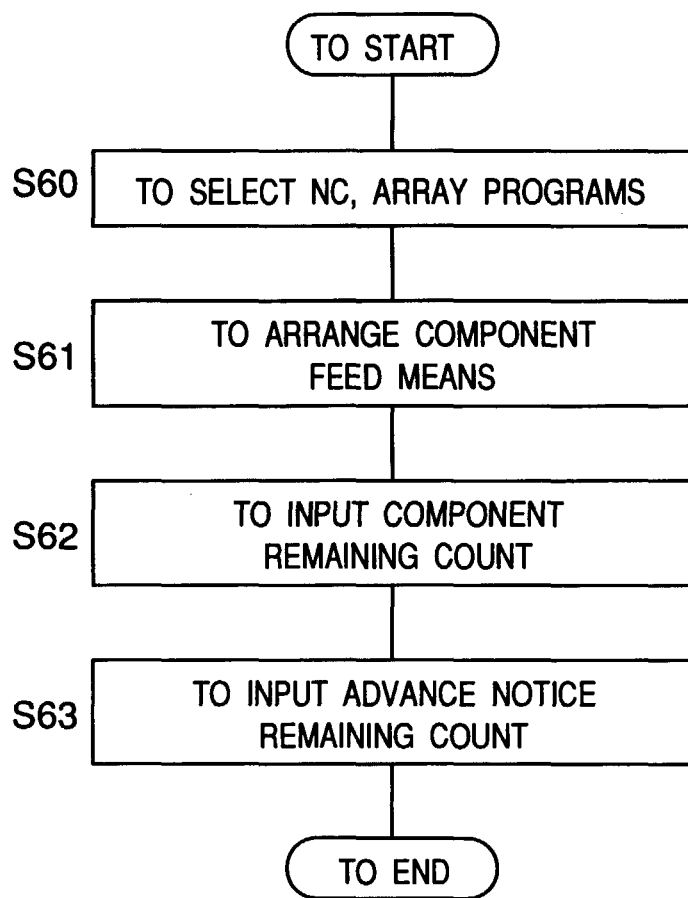 TO START
S60
TO SELECT NC, ARRAY PROGRAMS
S61
TO ARRANGE COMPONENT
FEED MEANS
S62
TO INPUT COMPONENT
REMAINING COUNT
S63
TO INPUT ADVANCE NOTICE
REMAINING COUNT
TO END